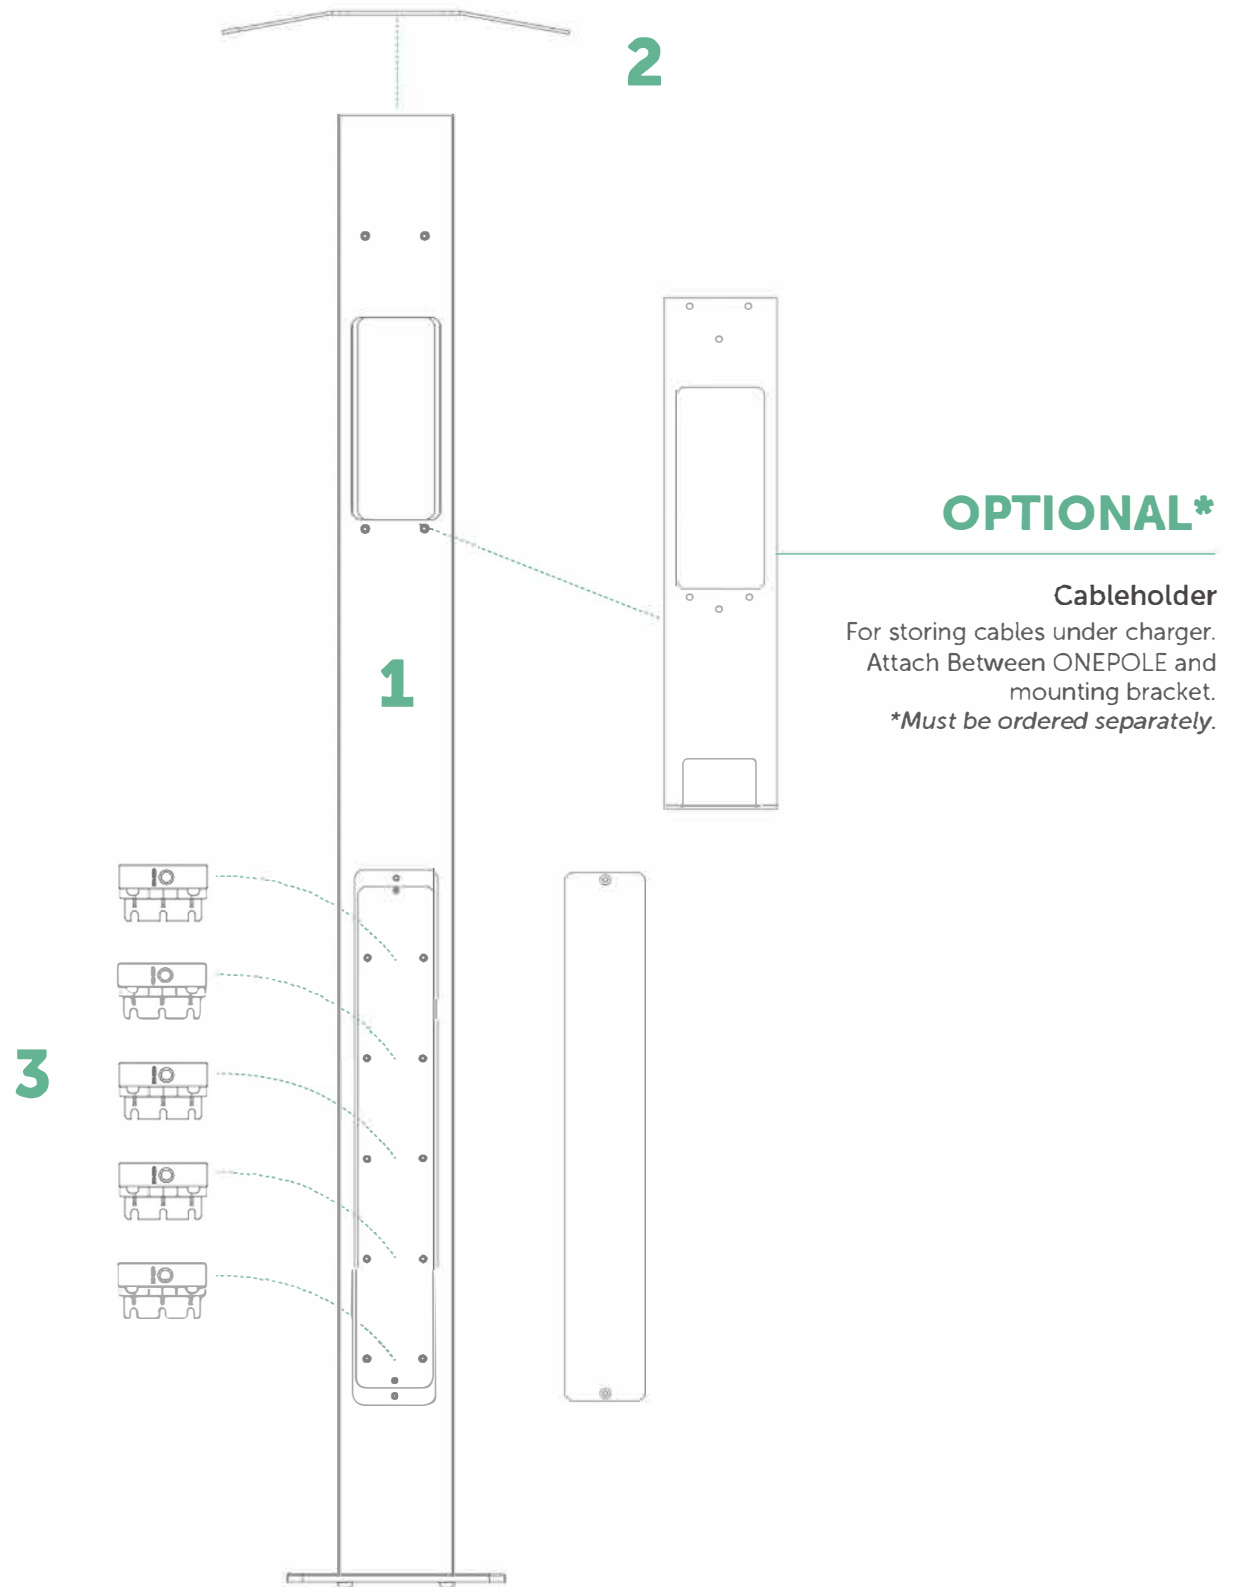 2
OPTIONAL*
Cableholder
For storing cables under charger.
Attach Between ONEPOLE and
mounting bracket.
*Must be ordered separately.
1
3